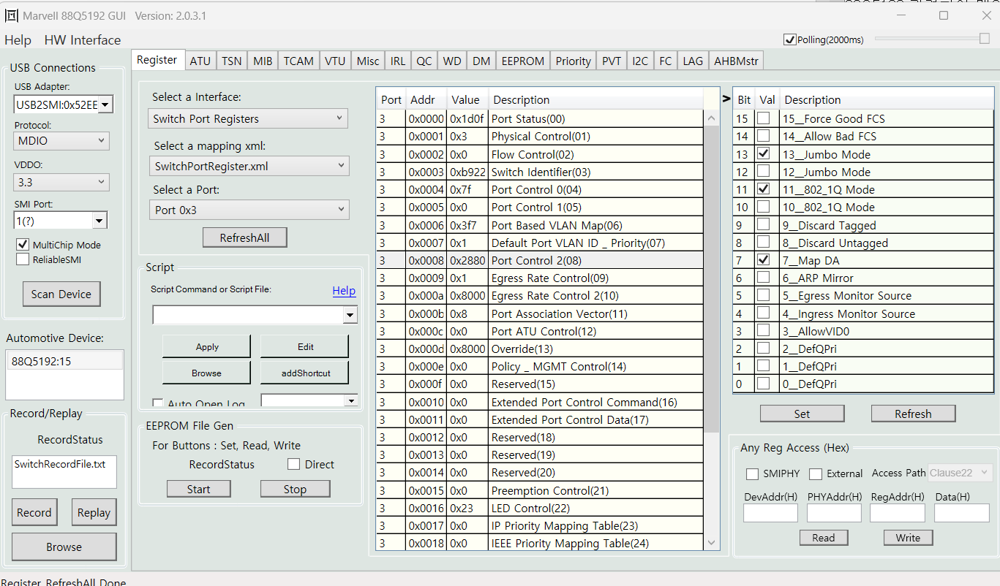 Marvell 88Q5192 GUI Version: 2.0.3.1
Help HW Interface
Polling(2000ms)
Register ATU TSN MIB TCAM VTU Misc IRL QC WD DM EEPROM Priority PVT I2C FC LAG AHBMstr
USB Connections
USB Adapter:
USB2SMI:0x52EE
Protocol:
MDIO
VDDO:
3.3
SMI Port:
1(?)
MultiChip Mode
ReliableSMI
Scan Device
Automotive Device:
88Q5192:15
Record/Replay
RecordStatus
SwitchRecordFile.txt
Record Replay
Browse
Select a Interface:
Switch Port Registers
Select a mapping xml:
SwitchPortRegister.xml
Select a Port:
Port 0x3
RefreshAll
Script
Script Command or Script File: Help
Apply Edit
Browse addShortcut
Auto Open Log
EEPROM File Gen
For Buttons : Set, Read, Write
RecordStatus Direct
Start Stop
Port Addr Value Description
3 0x0000 0x1d0f Port Status(00)
3 0x0001 0x3 Physical Control(01)
3 0x0002 0x0 Flow Control(02)
3 0x0003 0xb922 Switch Identifier(03)
3 0x0004 0x7f Port Control 0(04)
3 0x0005 0x0 Port Control 1(05)
3 0x0006 0x3f7 Port Based VLAN Map(06)
3 0x0007 0x1 Default Port VLAN ID _ Priority(07)
3 0x0008 0x2880 Port Control 2(08)
3 0x0009 0x1 Egress Rate Control(09)
3 0x000a 0x8000 Egress Rate Control 2(10)
3 0x000b 0x8 Port Association Vector(11)
3 0x000c 0x0 Port ATU Control(12)
3 0x000d 0x8000 Override(13)
3 0x000e 0x0 Policy _ MGMT Control(14)
3 0x000f 0x0 Reserved(15)
3 0x0010 0x0 Extended Port Control Command(16)
3 0x0011 0x0 Extended Port Control Data(17)
3 0x0012 0x0 Reserved(18)
3 0x0013 0x0 Reserved(19)
3 0x0014 0x0 Reserved(20)
3 0x0015 0x0 Preemption Control(21)
3 0x0016 0x23 LED Control(22)
3 0x0017 0x0 IP Priority Mapping Table(23)
3 0x0018 0x0 IEEE Priority Mapping Table(24)
>
Bit Val Description
15 15__Force Good FCS
14 14__Allow Bad FCS
13 13__Jumbo Mode
12 12__Jumbo Mode
11 11__802_1Q Mode
10 10__802_1Q Mode
9 9__Discard Tagged
8 8__Discard Untagged
7 7__Map DA
6 6__ARP Mirror
5 5__Egress Monitor Source
4 4__Ingress Monitor Source
3 3__AllowVID0
2 2__DefQPri
1 1__DefQPri
0 0__DefQPri
Set Refresh
Any Reg Access (Hex)
SMIPHY External Access Path Clause22
DevAddr(H) PHYAddr(H) RegAddr(H) Data(H)
Read Write
Register RefreshAll Done